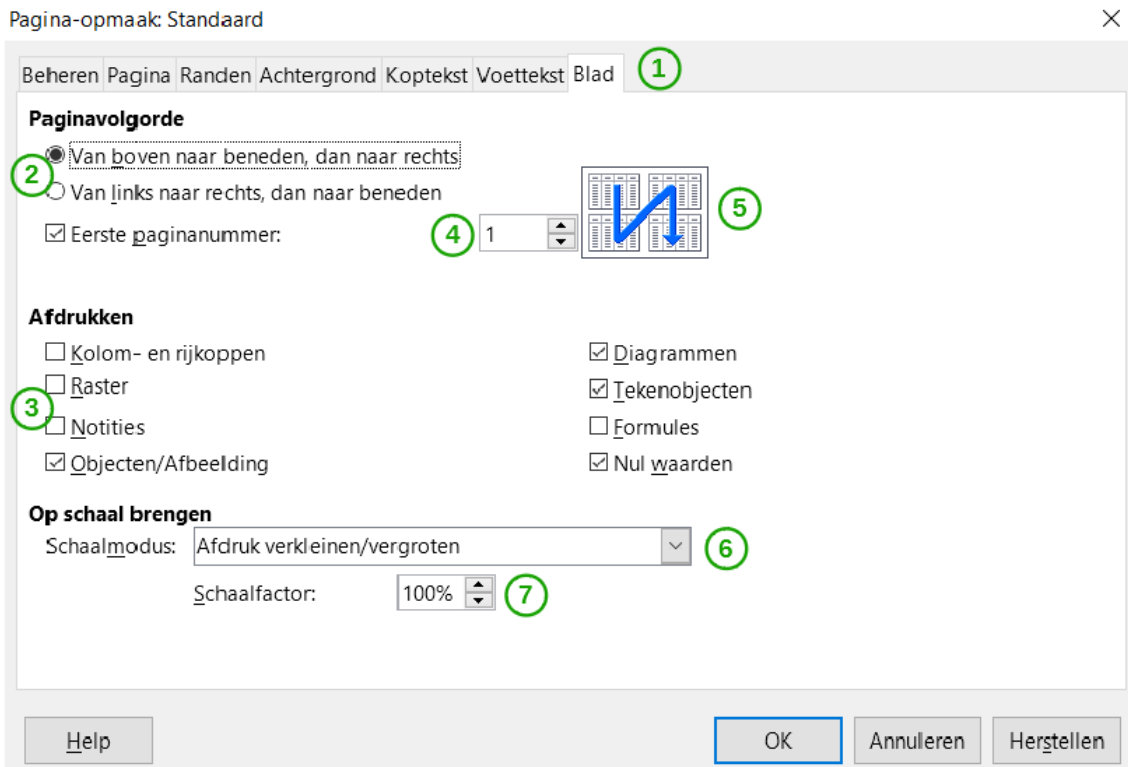 Pagina-opmaak: Standaard
Beheren Pagina Randen Achtergrond Koptekst Voettekst Blad 1
Paginavolgorde
Van boven naar beneden, dan naar rechts
2
Van links naar rechts, dan naar beneden
Eerste paginanummer: 4 1 5
Afdrukken
Kolom- en rijkoppen Diagrammen
Raster Tekenobjecten
3
Notities Formules
Objecten/Afbeelding Nul waarden
Op schaal brengen
Schaalmodus: Afdruk verkleinen/vergroten 6
Schaalfactor: 100% 7
Help OK Annuleren Herstellen